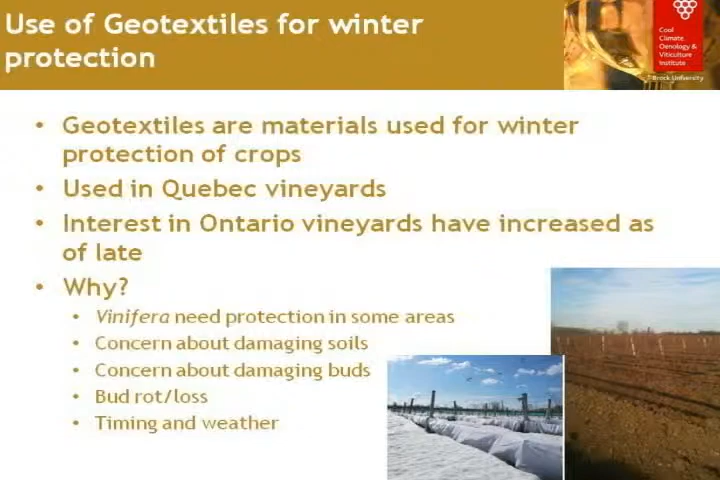 Use of Geotextiles for winter
protection
Cool
Climate
Oenology &
Viticulture
Institute
Brock University
• Geotextiles are materials used for winter
protection of crops
• Used in Quebec vineyards
• Interest in Ontario vineyards have increased as
of late
• Why?
• Vinifera need protection in some areas
• Concern about damaging soils
• Concern about damaging buds
• Bud rot/loss
• Timing and weather